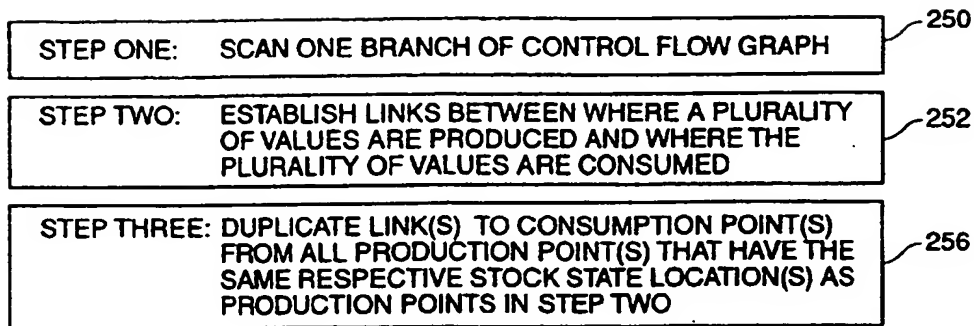 250
STEP ONE: SCAN ONE BRANCH OF CONTROL FLOW GRAPH
STEP TWO: ESTABLISH LINKS BETWEEN WHERE A PLURALITY
OF VALUES ARE PRODUCED AND WHERE THE
PLURALITY OF VALUES ARE CONSUMED
252
STEP THREE: DUPLICATE LINK(S) TO CONSUMPTION POINT(S)
FROM ALL PRODUCTION POINT(S) THAT HAVE THE
SAME RESPECTIVE STOCK STATE LOCATION(S) AS
PRODUCTION POINTS IN STEP TWO
256